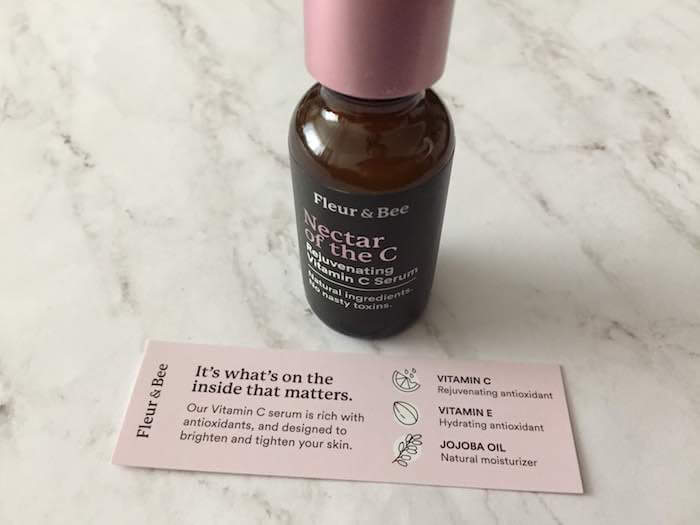 Fleur & Bee
Nectar
of the C
Rejuvenating
Vitamin C Serum
Natural ingredients.
No nasty toxins.
Fleur & Bee
It's what's on the
inside that matters.
Our Vitamin C serum is rich with
antioxidants, and designed to
brighten and tighten your skin.
VITAMIN C
Rejuvenating antioxidant
VITAMIN E
Hydrating antioxidant
JOJOBA OIL
Natural moisturizer